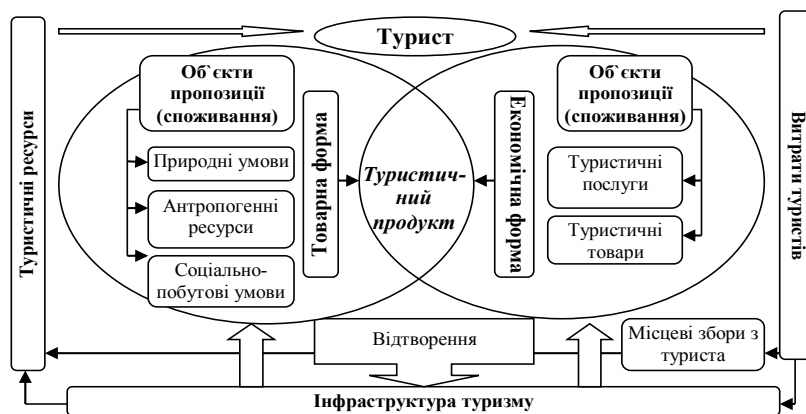 Турист
Туристичні ресурси
Об`єкти
пропозиції
(споживання)
Природні умови
Антропогенні
ресурси
Соціально-
побутові умови
Товарна форма
Туристич-
ний
продукт
Економічна форма
Об`єкти
пропозиції
(споживання)
Туристичні
послуги
Туристичні
товари
Витрати туристів
Відтворення
Місцеві збори з
туриста
Інфраструктура туризму